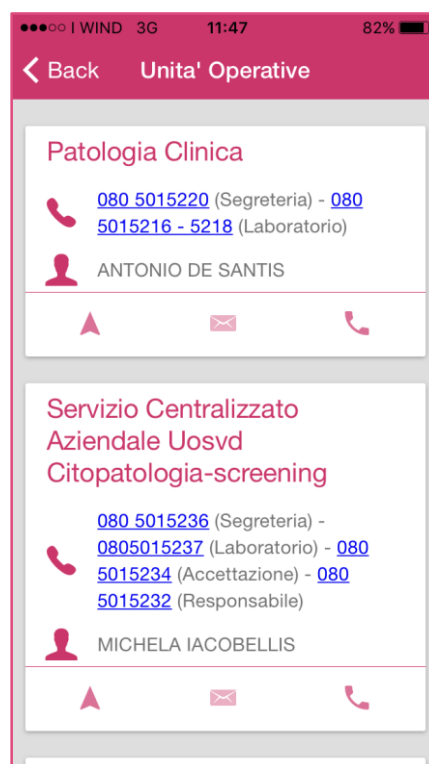 I WIND 3G 11:47 82%
Back Unita' Operative
Patologia Clinica
080 5015220 (Segreteria) - 080
5015216 - 5218 (Laboratorio)
ANTONIO DE SANTIS
Servizio Centralizzato
Aziendale Uosvd
Citopatologia-screening
080 5015236 (Segreteria) -
0805015237 (Laboratorio) - 080
5015234 (Accettazione) - 080
5015232 (Responsabile)
MICHELA IACOBELLIS